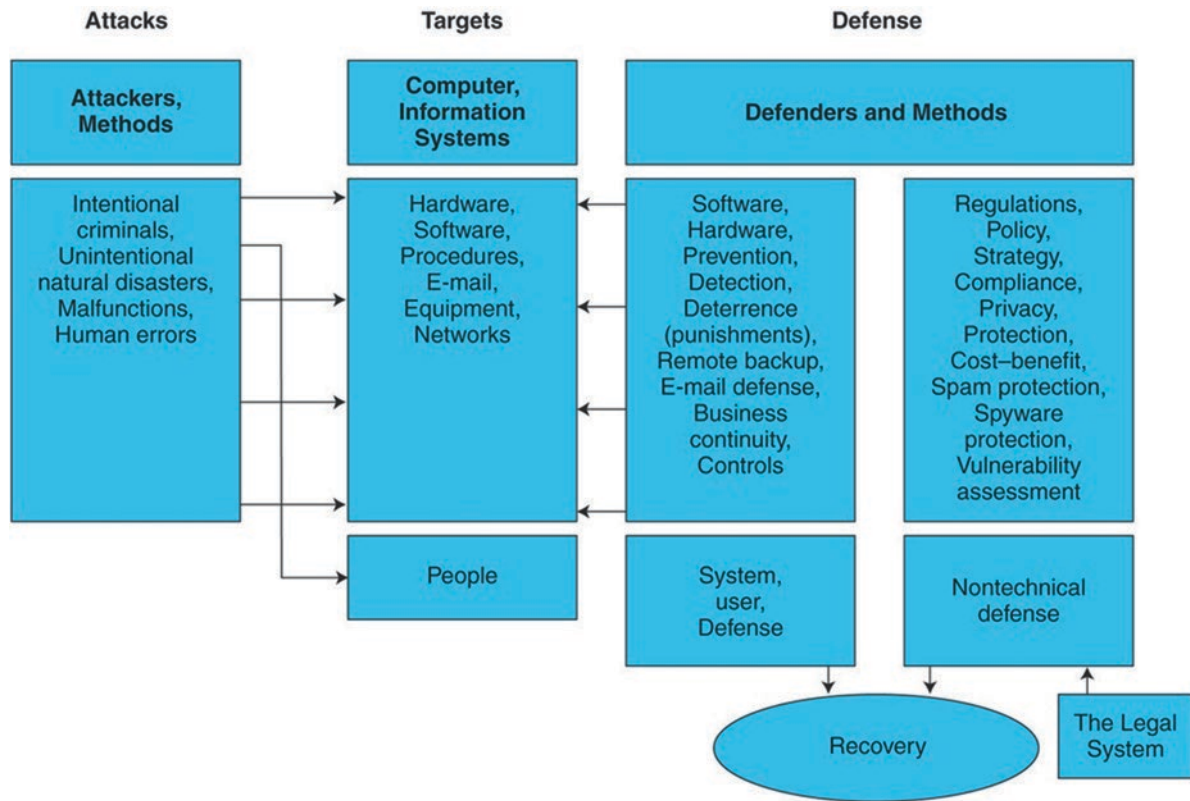 Attacks
Targets
Defense
Attackers,
Methods
Computer,
Information
Systems
Defenders and Methods
Intentional
criminals,
Unintentional
natural disasters,
Malfunctions,
Human errors
Hardware,
Software,
Procedures,
E-mail,
Equipment,
Networks
Software,
Hardware,
Prevention,
Detection,
Deterrence
(punishments),
Remote backup,
E-mail defense,
Business
continuity,
Controls
Regulations,
Policy,
Strategy,
Compliance,
Privacy,
Protection,
Cost–benefit,
Spam protection,
Spyware
protection,
Vulnerability
assessment
People
System,
user,
Defense
Nontechnical
defense
Recovery
The Legal
System